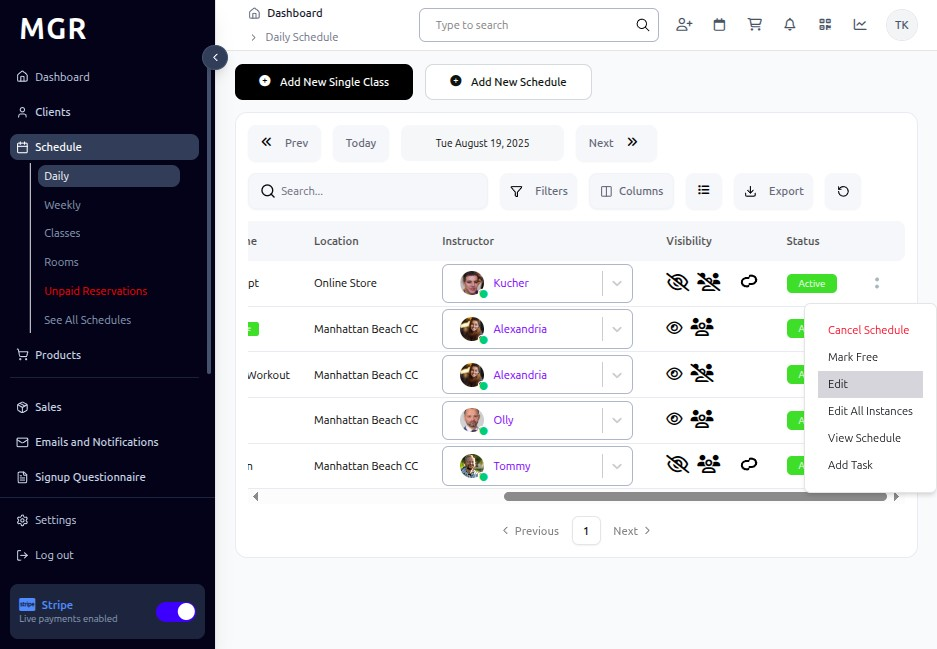 MGR
Dashboard
Clients
Schedule
Daily
Weekly
Classes
Rooms
Unpaid Reservations
See All Schedules
Products
Sales
Emails and Notifications
Signup Questionnaire
Settings
Log out
stripe Stripe
Live payments enabled
Dashboard
Daily Schedule
Type to search
TK
Add New Single Class
Add New Schedule
Prev
Today
Tue August 19, 2025
Next
Search...
Filters
Columns
Export
Location Instructor Visibility Status
pt Online Store Kucher Active
Manhattan Beach CC Alexandria
Workout Manhattan Beach CC Alexandria
Manhattan Beach CC Olly
Manhattan Beach CC Tommy
Cancel Schedule
Mark Free
Edit
Edit All Instances
View Schedule
Add Task
Previous 1 Next